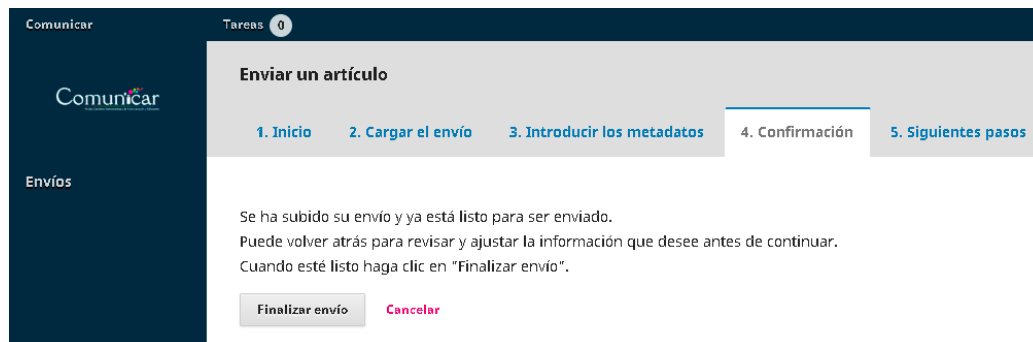 Comunicar
Tareas 0
Comunicar
Enviar un artículo
1. Inicio 2. Cargar el envío 3. Introducir los metadatos 4. Confirmación 5. Siguientes pasos
Envíos
Se ha subido su envío y ya está listo para ser enviado.
Puede volver atrás para revisar y ajustar la información que desee antes de continuar.
Cuando esté listo haga clic en "Finalizar envío".
Finalizar envío Cancelar